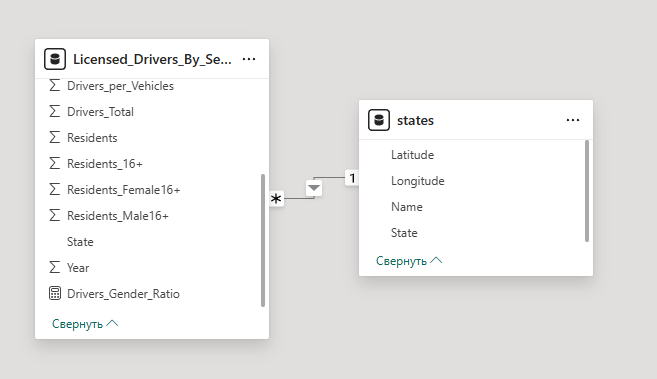 Licensed_Drivers_By_Se...
Drivers_per_Vehicles
Drivers_Total
Residents
Residents_16+
Residents_Female16+
Residents_Male16+
State
Year
Drivers_Gender_Ratio
Свернуть
*
1
states
Latitude
Longitude
Name
State
Свернуть